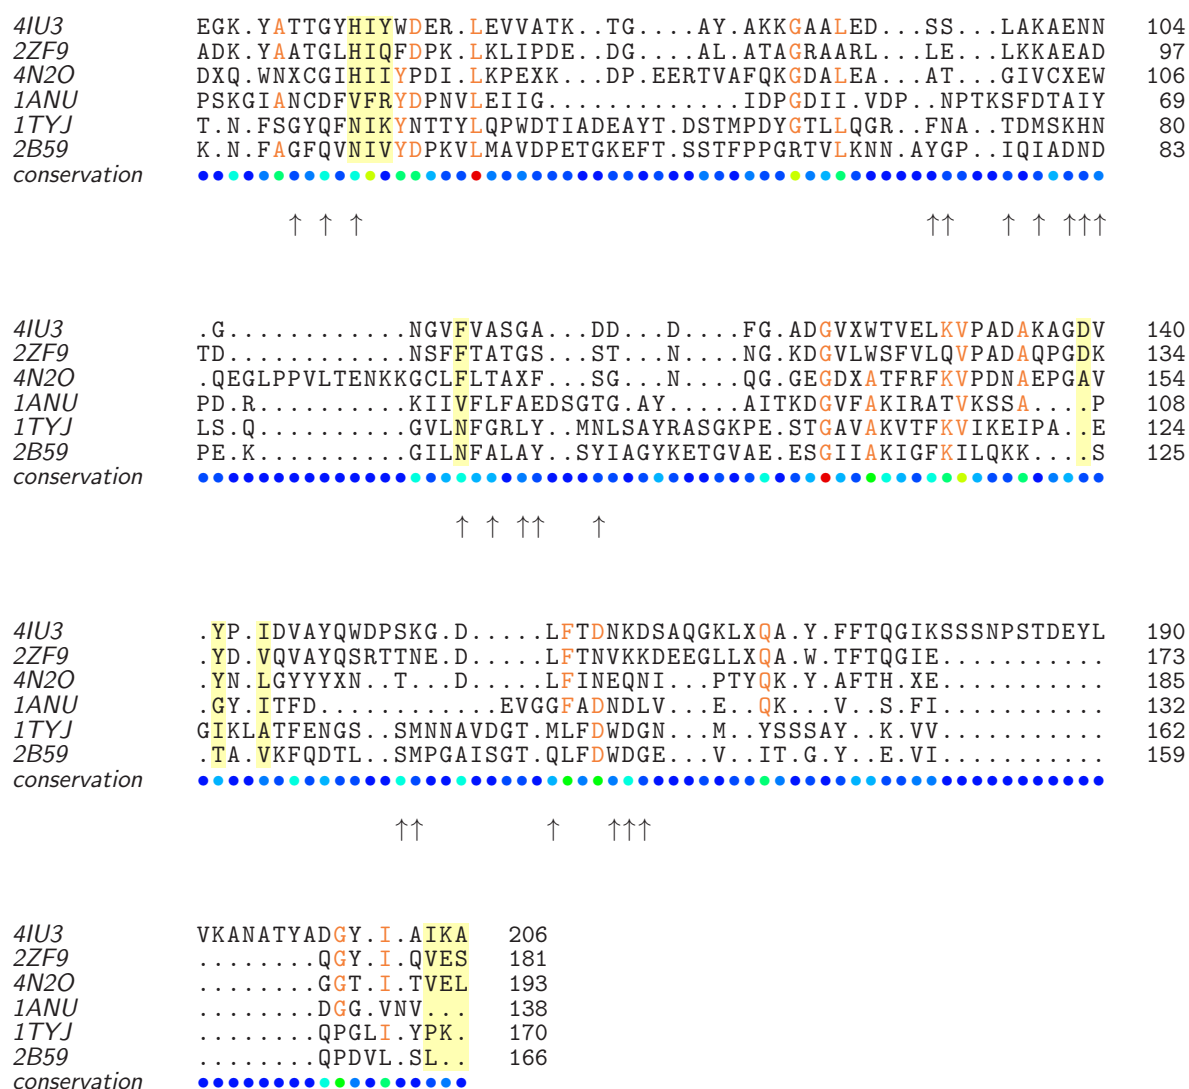 4IU3 EGK.YATTGYHIYWDER.LEVVATK..TG....AY.AKKGAALED...SS...LAKAENN 104
2ZF9 ADK.YAATGLHIQFDPK.LKLIPDE..DG....AL.ATAGRAARL...LE...LKKAEAD 97
4N2O DXQ.WNXCGIHIIYPDI.LKPEXK...DP.EERTVAFQKGDALEA...AT...GIVCXEW 106
1ANU PSKGIANCDFVFRYDPNVLEIIG.............IDPGDII.VDP..NPTKSFDTAIY 69
1TYJ T.N.FSGYQFNIKYNTTYLQPWDTIADEAYT.DSTMPDYGTLLQGR..FNA..TDMSKHN 80
2B59 K.N.FAGFQVNIVYDPKVLMAVDPETGKEFT.SSTFPPGRTVLKNN.AYGP..IQIADND 83
conservation
↑ ↑ ↑ ↑↑ ↑ ↑ ↑↑↑
4IU3 .G............NGVFVASGA...DD...D....FG.ADGVXWTVELKVPADAKAGDV 140
2ZF9 TD............NSFFTATGS...ST...N....NG.KDGVLWSFVLQVPADAQPGDK 134
4N2O .QEGLPPVLTENKKGCLFLTAXF...SG...N....QG.GEGDXATFRFKVPDNAEPGAV 154
1ANU PD.R..........KIIVFLFAEDSGTG.AY.....AITKDGVFAKIRATVKSSA....P 108
1TYJ LS.Q..........GVLNFGRLY..MNLSAYRASGKPE.STGAVAKVTFKVIKEIPA..E 124
2B59 PE.K..........GILNFALAY..SYIAGYKETGVAE.ESGIIAKIGFKILQKK....S 125
conservation
↑ ↑ ↑↑ ↑
4IU3 .YP.IDVAYQWDPSKG.D.....LFTDNKDSAQGKLXQA.Y.FFTQGIKSSSNPSTDEYL 190
2ZF9 .YD.VQVAYQSRTTNE.D.....LFTNVKKDEEGLLXQA.W.TFTQGIE........... 173
4N2O .YN.LGYYYXN..T...D.....LFINEQNI...PTYQK.Y.AFTH.XE........... 185
1ANU .GY.ITFD............EVGGFADNDLV...E..QK...V..S.FI........... 132
1TYJ GIKLATFENGS..SMNNAVDGT.MLFDWDGN...M..YSSSAY..K.VV........... 162
2B59 .TA.VKFQDTL..SMPGAISGT.QLFDWDGE...V..IT.G.Y..E.VI........... 159
conservation
↑↑ ↑ ↑↑↑
4IU3 VKANATYADGY.I.AIKA 206
2ZF9 ........QGY.I.QVES 181
4N2O ........GGT.I.TVEL 193
1ANU ........DGG.VNV... 138
1TYJ ........QPGLI.YPK. 170
2B59 ........QPDVL.SL.. 166
conservation